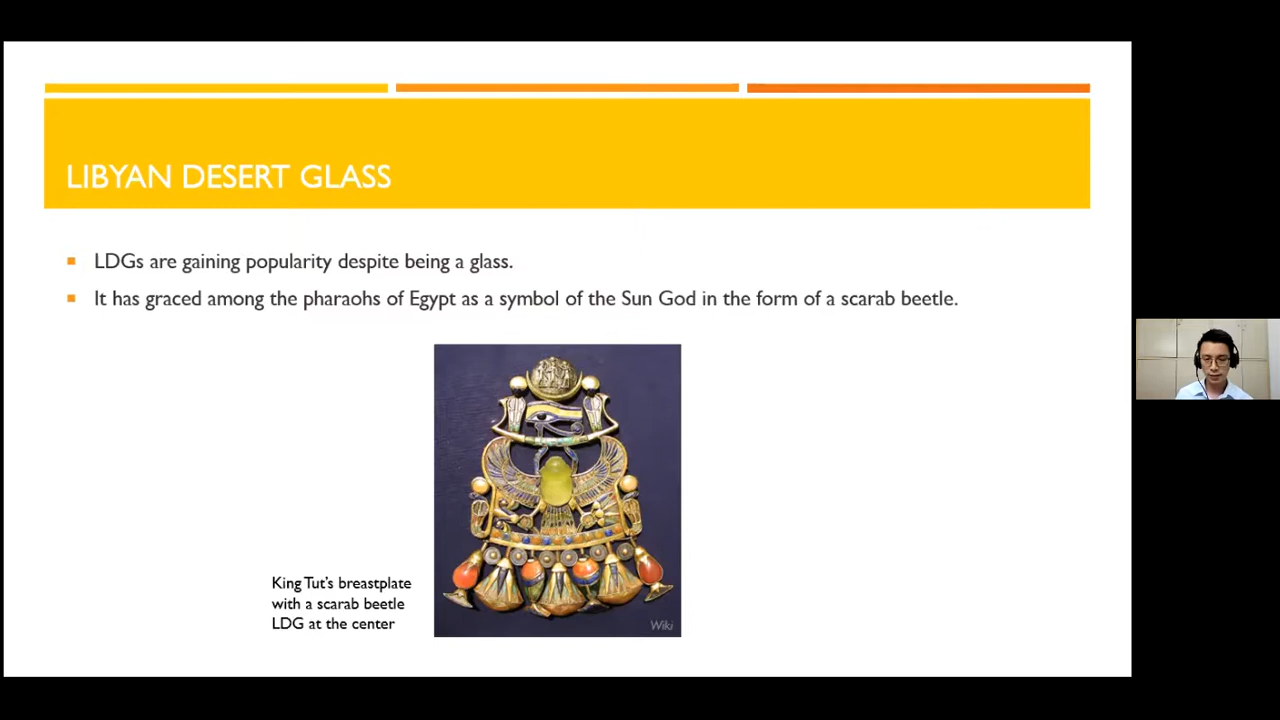 LIBYAN DESERT GLASS
LDGs are gaining popularity despite being a glass.
It has graced among the pharaohs of Egypt as a symbol of the Sun God in the form of a scarab beetle.
King Tut's breastplate
with a scarab beetle
LDG at the center
Wiki